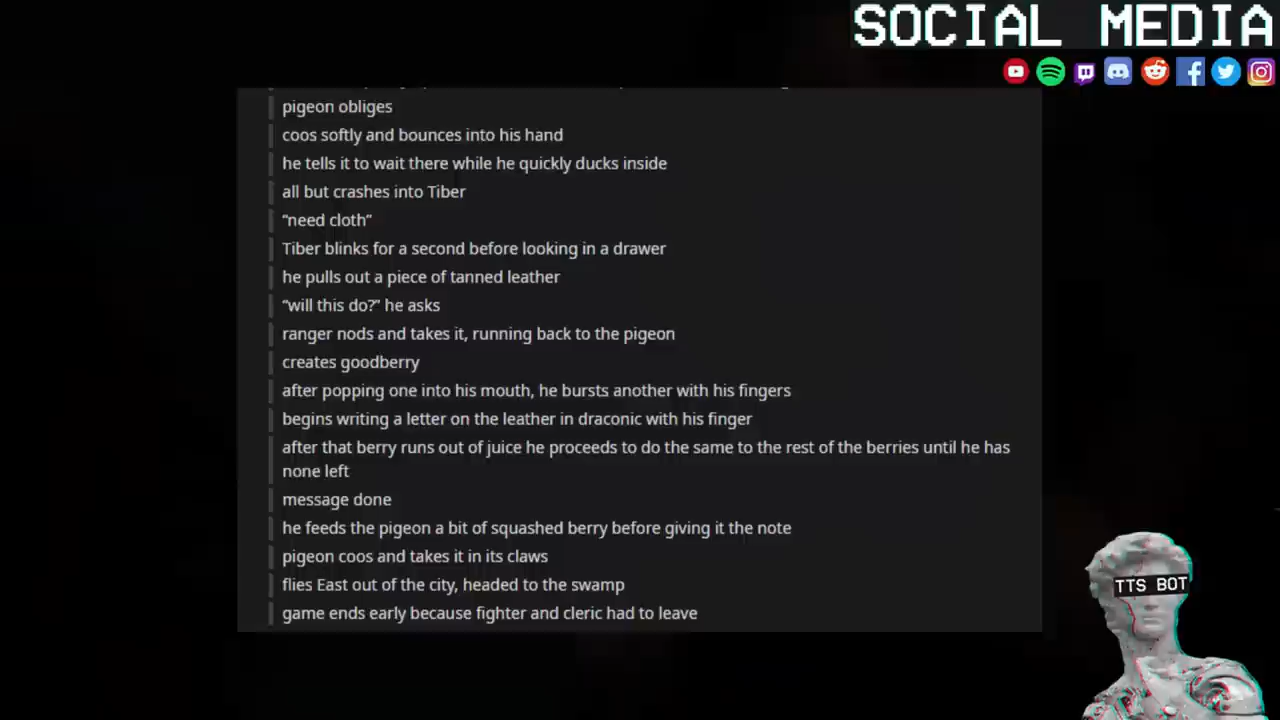 SOCIAL MEDIA
pigeon obliges
coos softly and bounces into his hand
he tells it to wait there while he quickly ducks inside
all but crashes into Tiber
“need cloth”
Tiber blinks for a second before looking in a drawer
he pulls out a piece of tanned leather
“will this do?” he asks
ranger nods and takes it, running back to the pigeon
creates goodberry
after popping one into his mouth, he bursts another with his fingers
begins writing a letter on the leather in draconic with his finger
after that berry runs out of juice he proceeds to do the same to the rest of the berries until he has
none left
message done
he feeds the pigeon a bit of squashed berry before giving it the note
pigeon coos and takes it in its claws
flies East out of the city, headed to the swamp
game ends early because fighter and cleric had to leave
TTS BOT